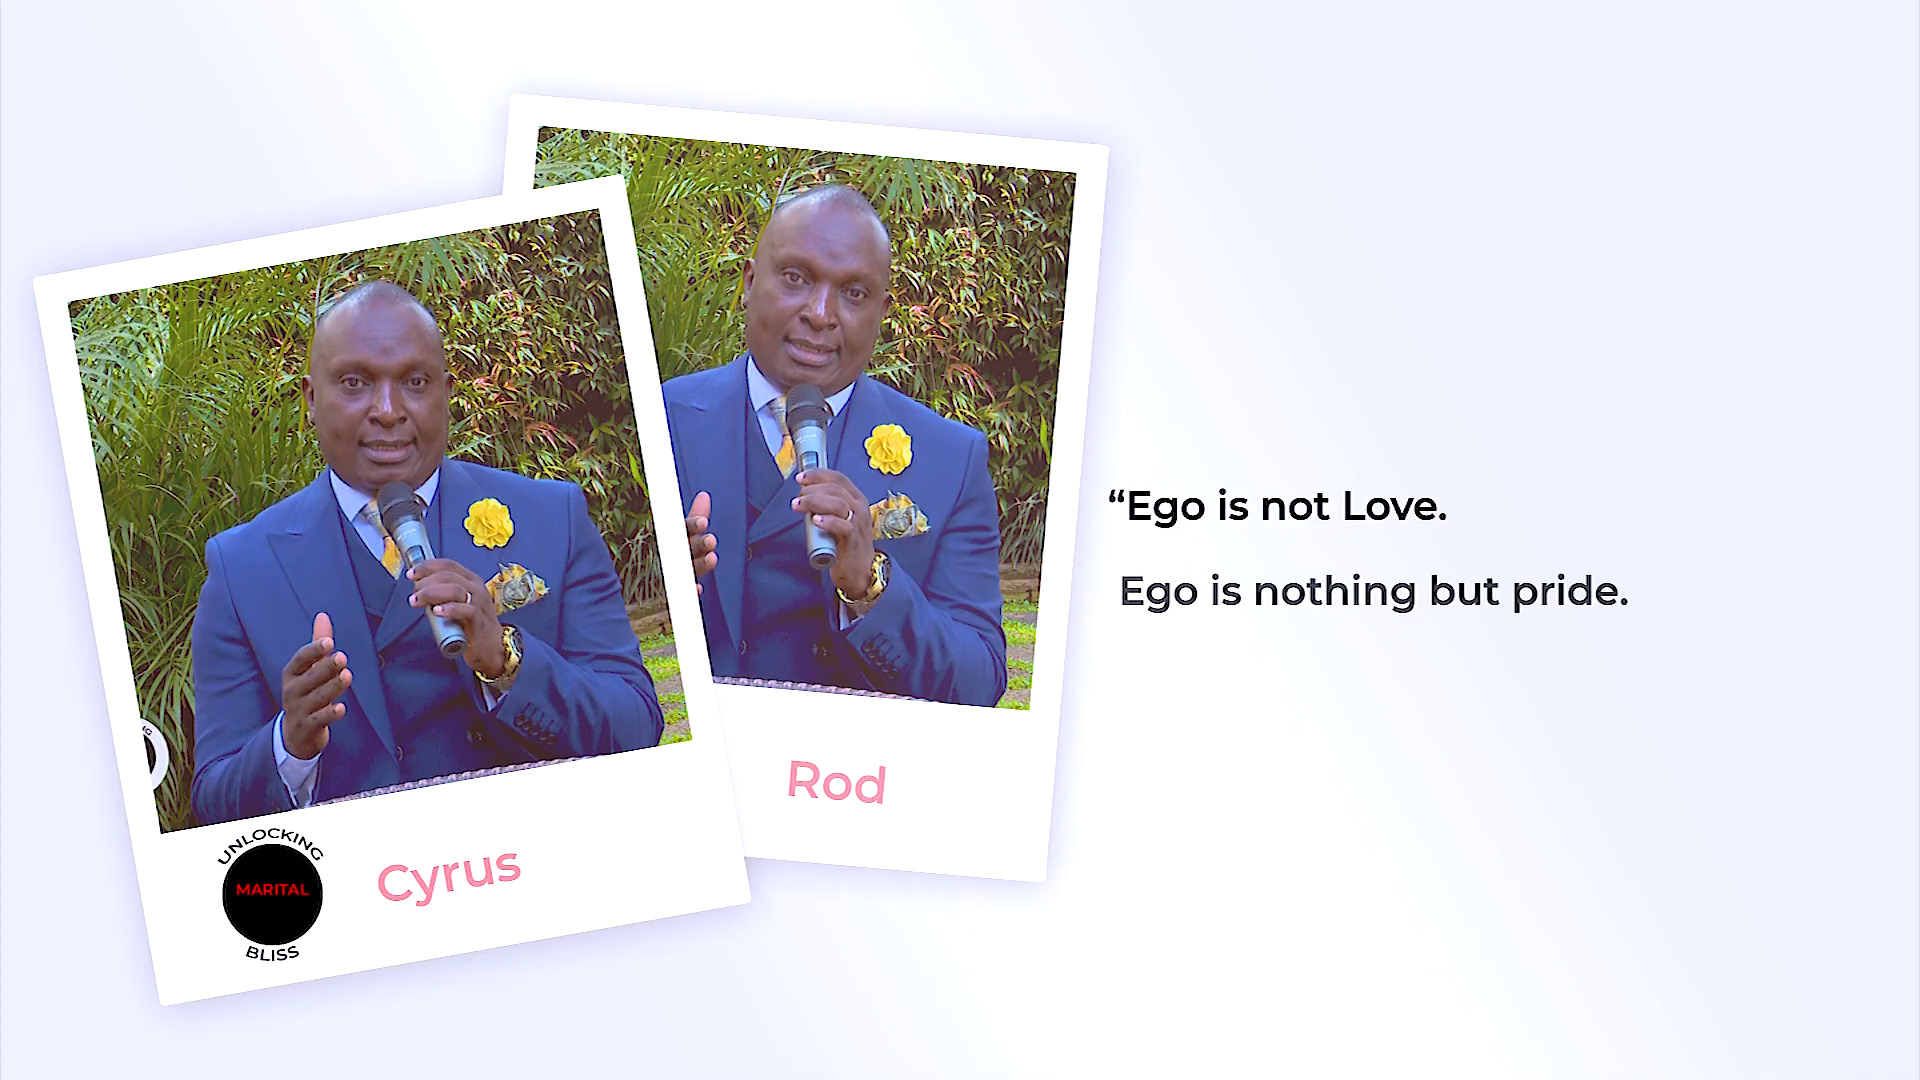 “Ego is not Love.
Ego is nothing but pride.
Rod
Cyrus
UNLOCKING
MARITAL
BLISS